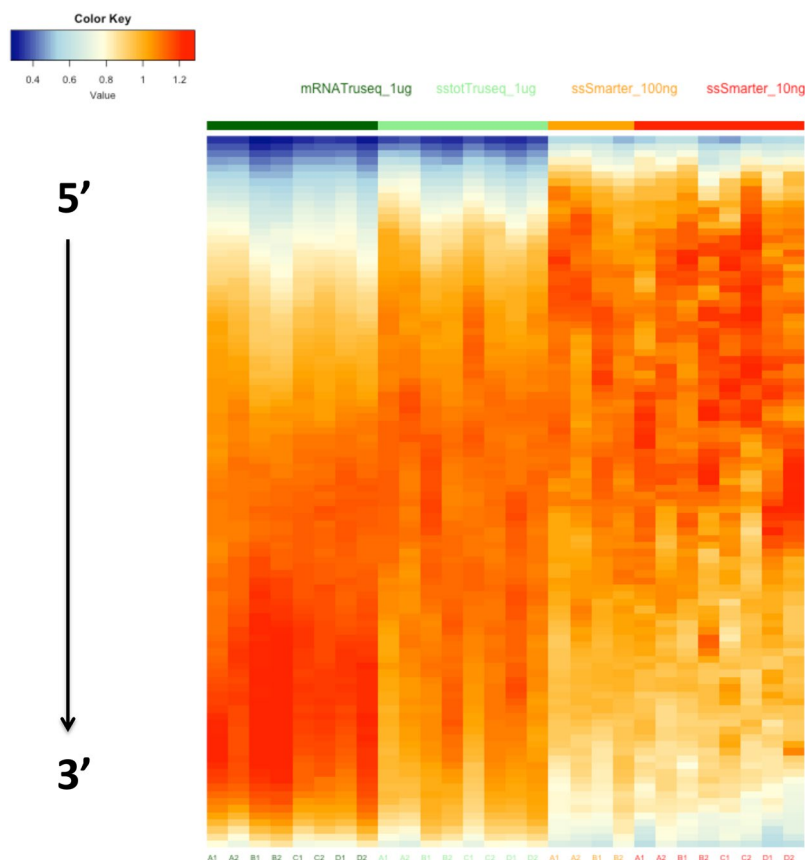 Color Key
0.4 0.6 0.8 1 1.2
Value
mRNATruseq_1ug sstotTruseq_1ug ssSmarter_100ng ssSmarter_10ng
5’
3’
A1 A2 B1 B2 C1 C2 D1 D2 A1 A2 B1 B2 C1 C2 D1 D2 A1 A2 B1 B2 A1 A2 B1 B2 C1 C2 D1 D2